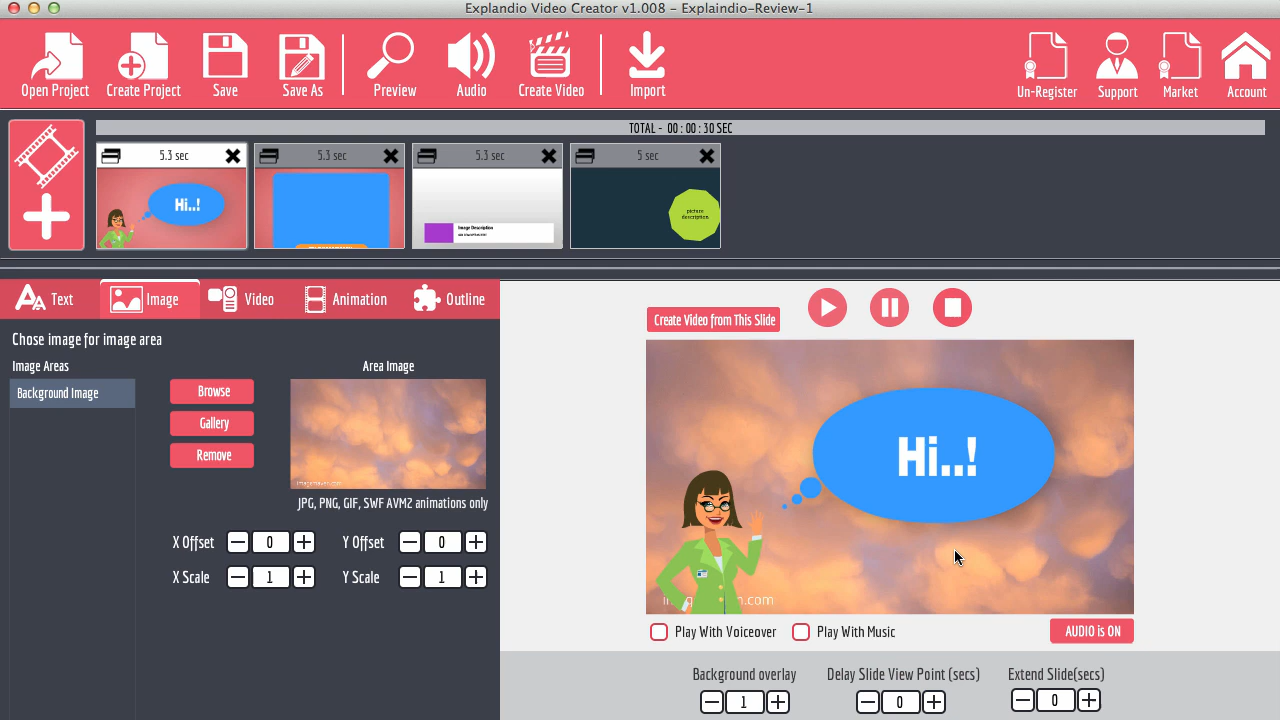 Explandio Video Creator v1.008 – Explaindio-Review-1
Open Project Create Project Save Save As Preview Audio Create Video Import Un-Register Support Market Account
TOTAL - 00 : 00 : 30 SEC
5.3 sec 5.3 sec 5.3 sec 5 sec
Hi..!
Image Description
picture
description
Text Image Video Animation Outline
Chose image for image area
Image Areas
Area Image
Background Image
Browse
Gallery
Remove
JPG, PNG, GIF, SWF AVM2 animations only
X Offset 0 Y Offset 0
X Scale 1 Y Scale 1
Create Video from This Slide
Hi..!
Play With Voiceover Play With Music AUDIO is ON
Background overlay Delay Slide View Point (secs) Extend Slide(secs)
1 0 0